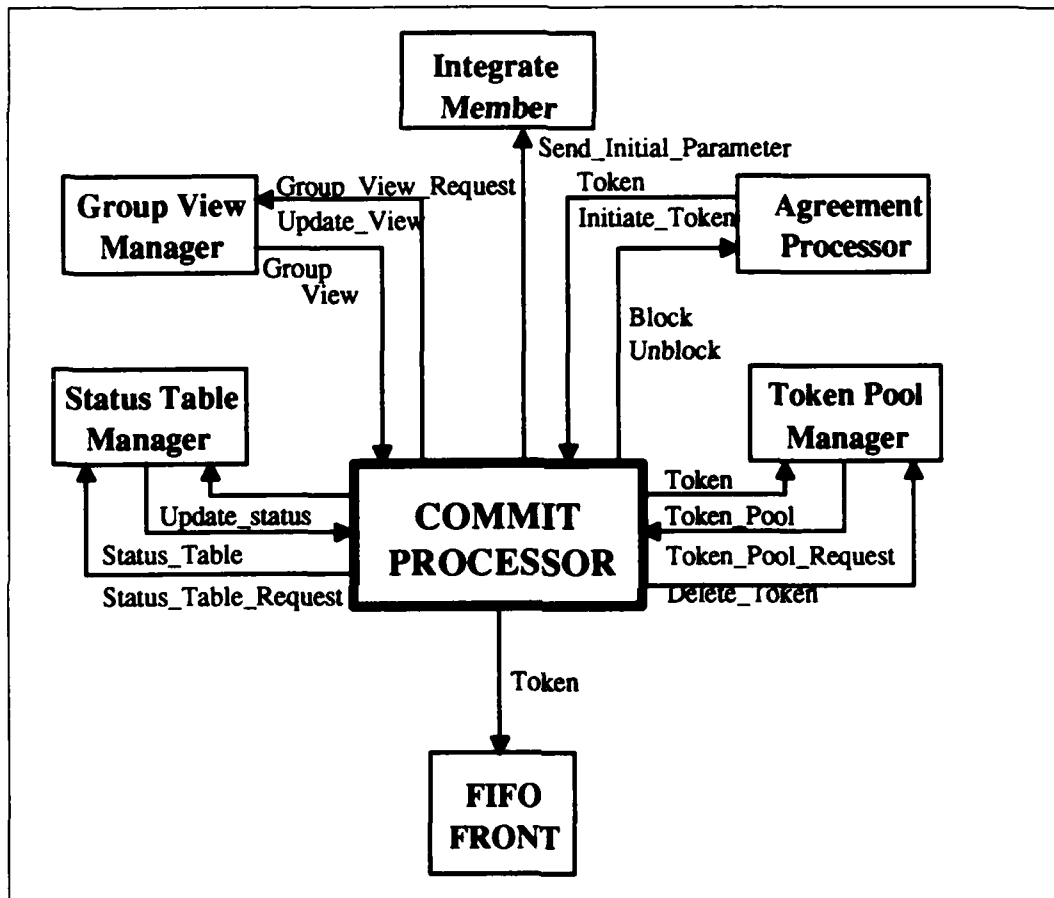 Integrate
Member
Send_Initial_Parameter
Group_View_Request
Update_View
Token
Initiate_Token
Group View
Manager
Agreement
Processor
Group
View
Block
Unblock
Status Table
Manager
Token Pool
Manager
Update_status
Status_Table
Status_Table_Request
COMMIT
PROCESSOR
Token
Token_Pool
Token_Pool_Request
Delete_Token
Token
FIFO
FRONT